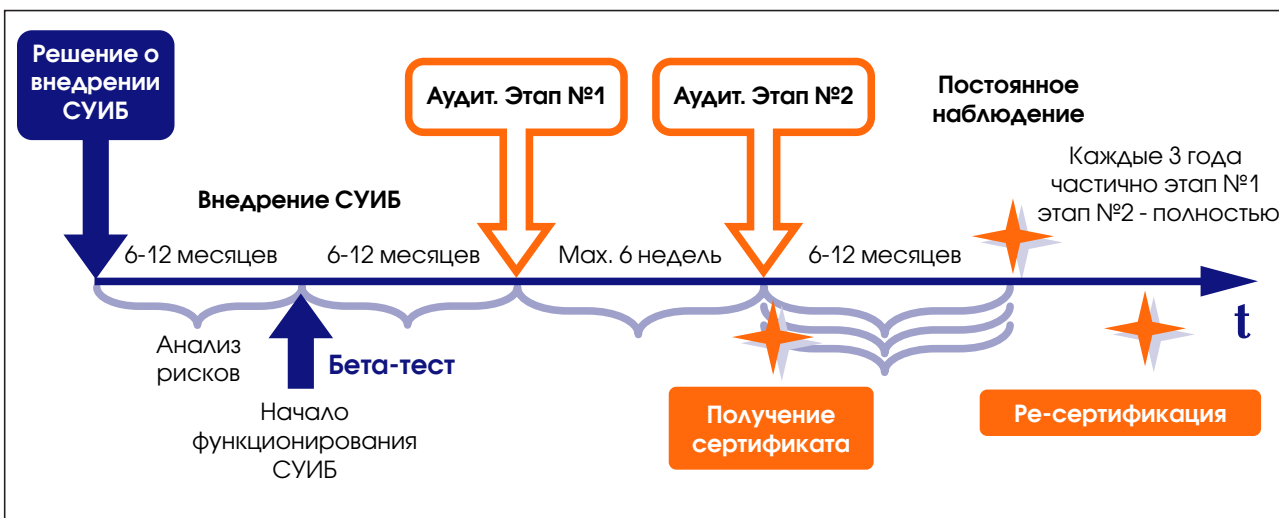 Решение о
внедрении
СУИБ
Аудит. Этап №1
Аудит. Этап №2
Постоянное
наблюдение
Каждые 3 года
частично этап №1
этап №2 - полностью
Внедрение СУИБ
6-12 месяцев
6-12 месяцев
Мах. 6 недель
6-12 месяцев
t
Анализ
рисков
Бета-тест
Начало
функционирования
СУИБ
Получение
сертификата
Ре-сертификация